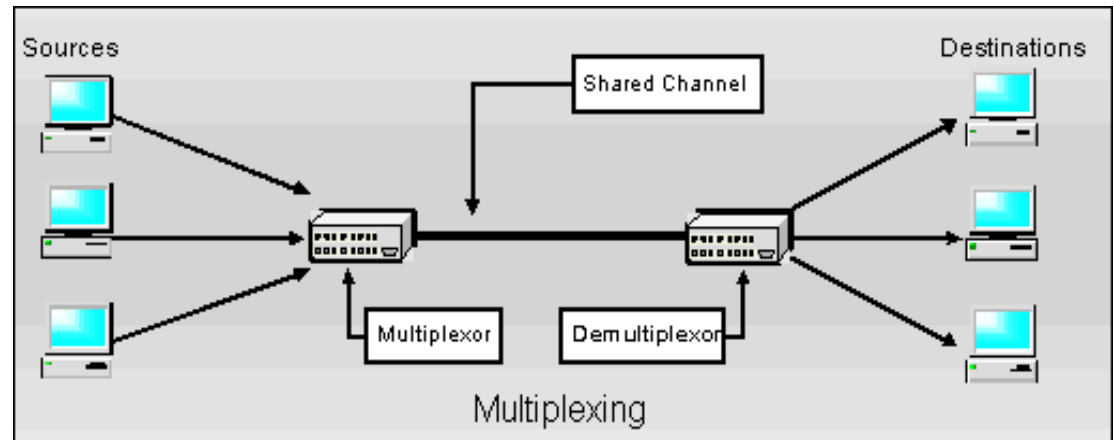 Sources
Destinations
Shared Channel
Multiplexor
Demultiplexor
Multiplexing